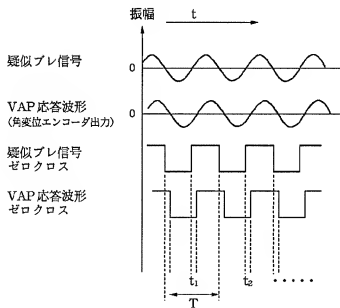 振幅
t
疑似ブレ信号
0
VAP応答波形
(角変位エンコーダ出力)
0
疑似ブレ信号
ゼロクロス
VAP応答波形
ゼロクロス
t₁
t₂
.....
T